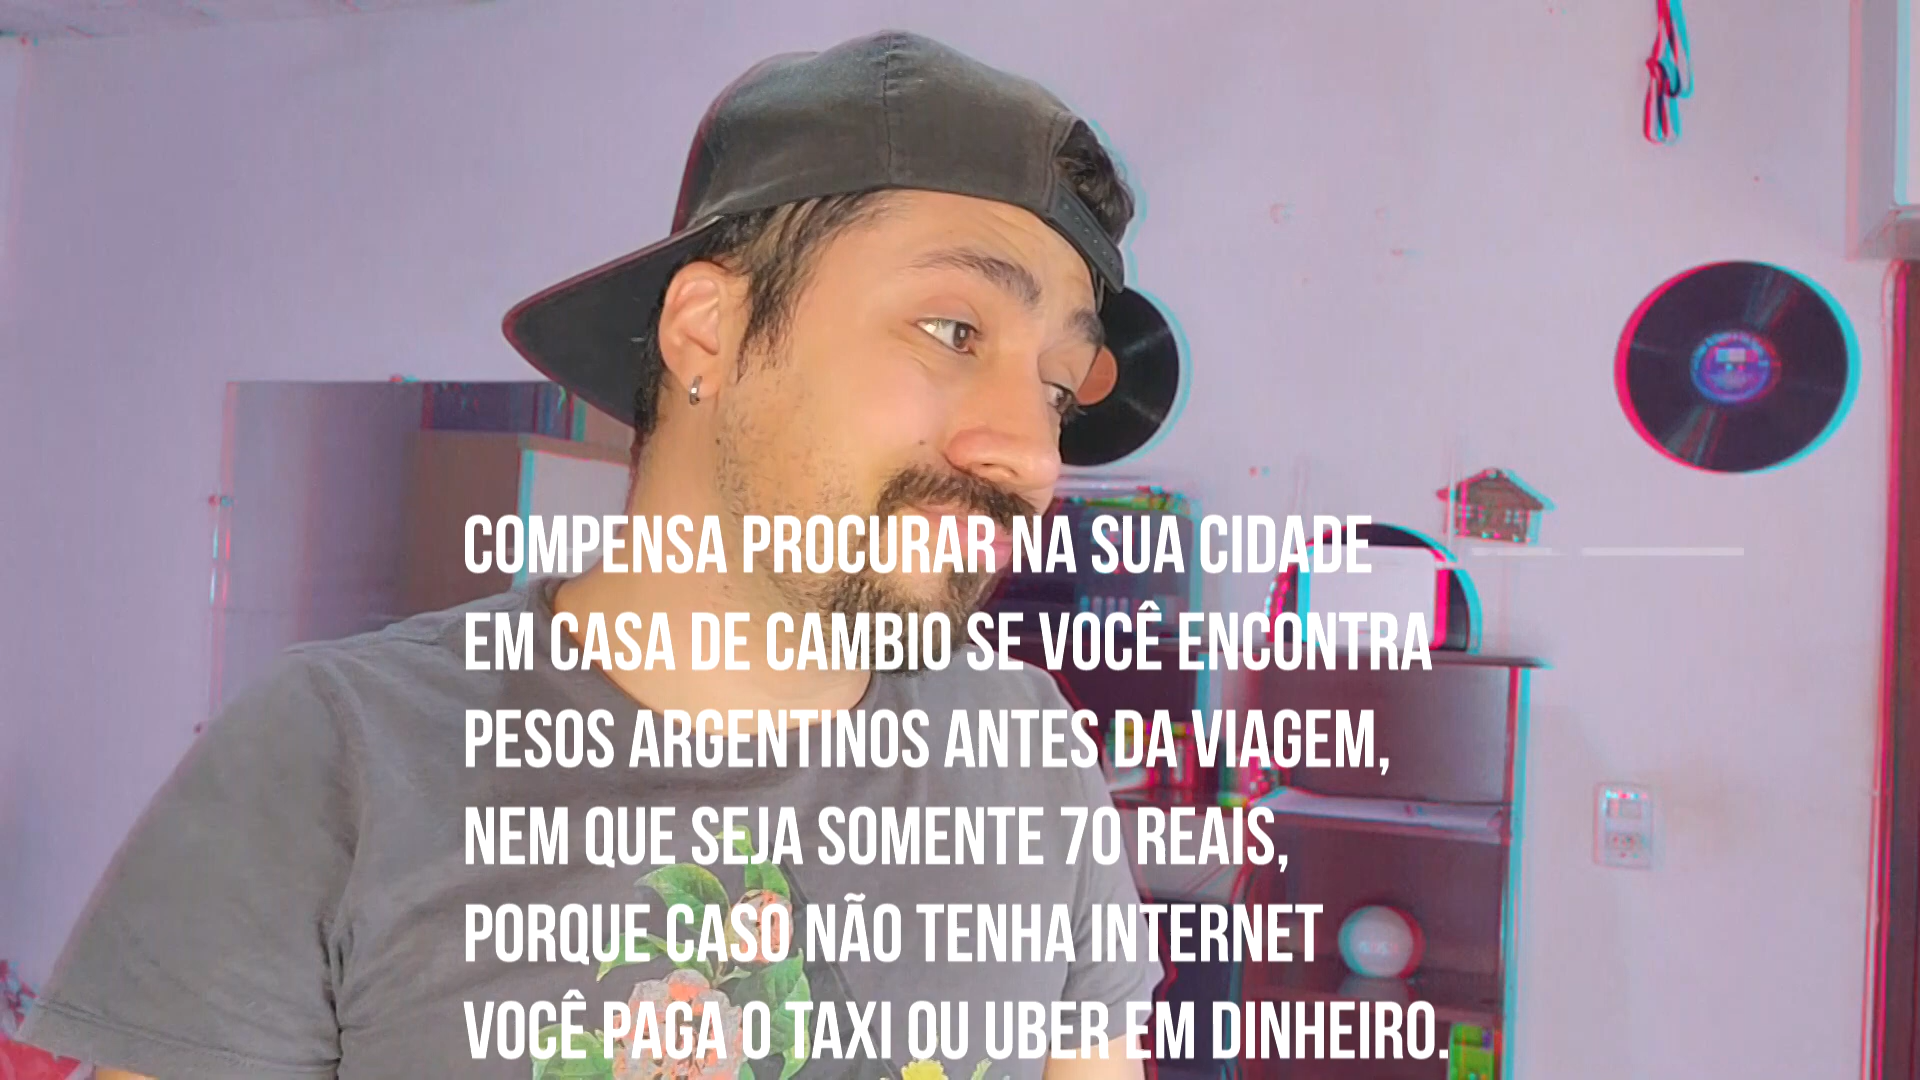 COMPENSA PROCURAR NA SUA CIDADE
EM CASA DE CAMBIO SE VOCÊ ENCONTRA
PESOS ARGENTINOS ANTES DA VIAGEM,
NEM QUE SEJA SOMENTE 70 REAIS,
PORQUE CASO NÃO TENHA INTERNET
VOCÊ PAGA O TAXI OU UBER EM DINHEIRO.